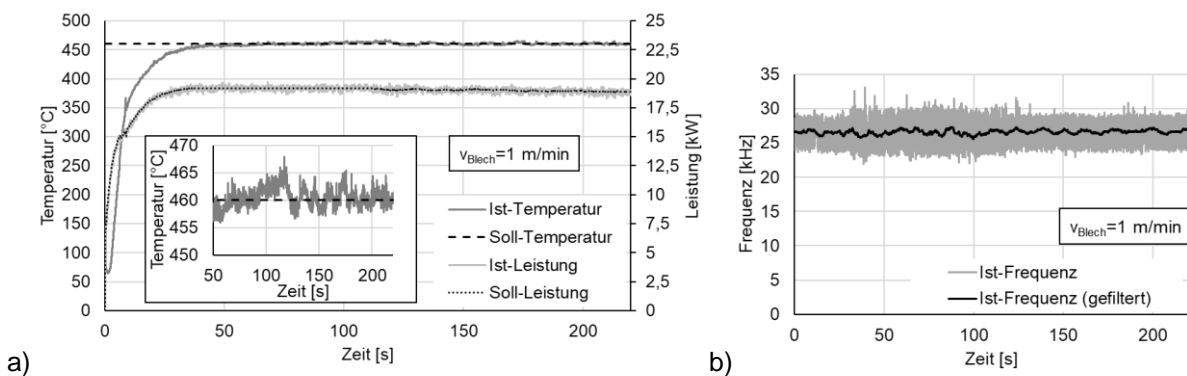 500
450
400
350
300
250
200
150
100
50
0
Temperatur [°C]
25
22,5
20
17,5
15
12,5
10
7,5
5
2,5
0
Leistung [kW]
0 50 100 150 200
Zeit [s]
470
465
460
455
450
Temperatur [°C]
50 100 150 200
Zeit [s]
vBlech=1 m/min
Ist-Temperatur
Soll-Temperatur
Ist-Leistung
Soll-Leistung
a)
35
30
25
20
15
10
5
0
Frequenz [kHz]
0 50 100 150 200
Zeit [s]
vBlech=1 m/min
Ist-Frequenz
Ist-Frequenz (gefiltert)
b)